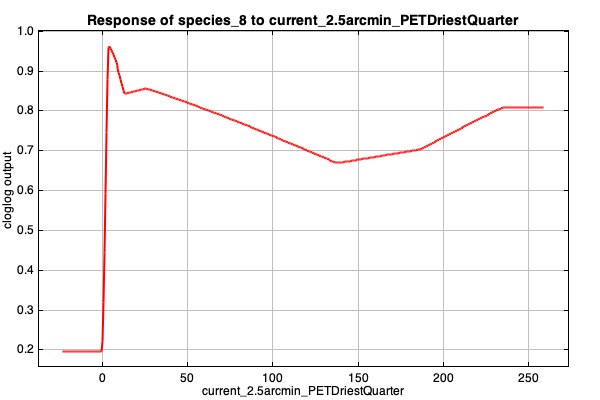 Response of species_8 to current_2.5arcmin_PETDriestQuarter
1.0
0.9
0.8
0.7
0.6
0.5
0.4
0.3
0.2
cloglog output
0 50 100 150 200 250
current_2.5arcmin_PETDriestQuarter